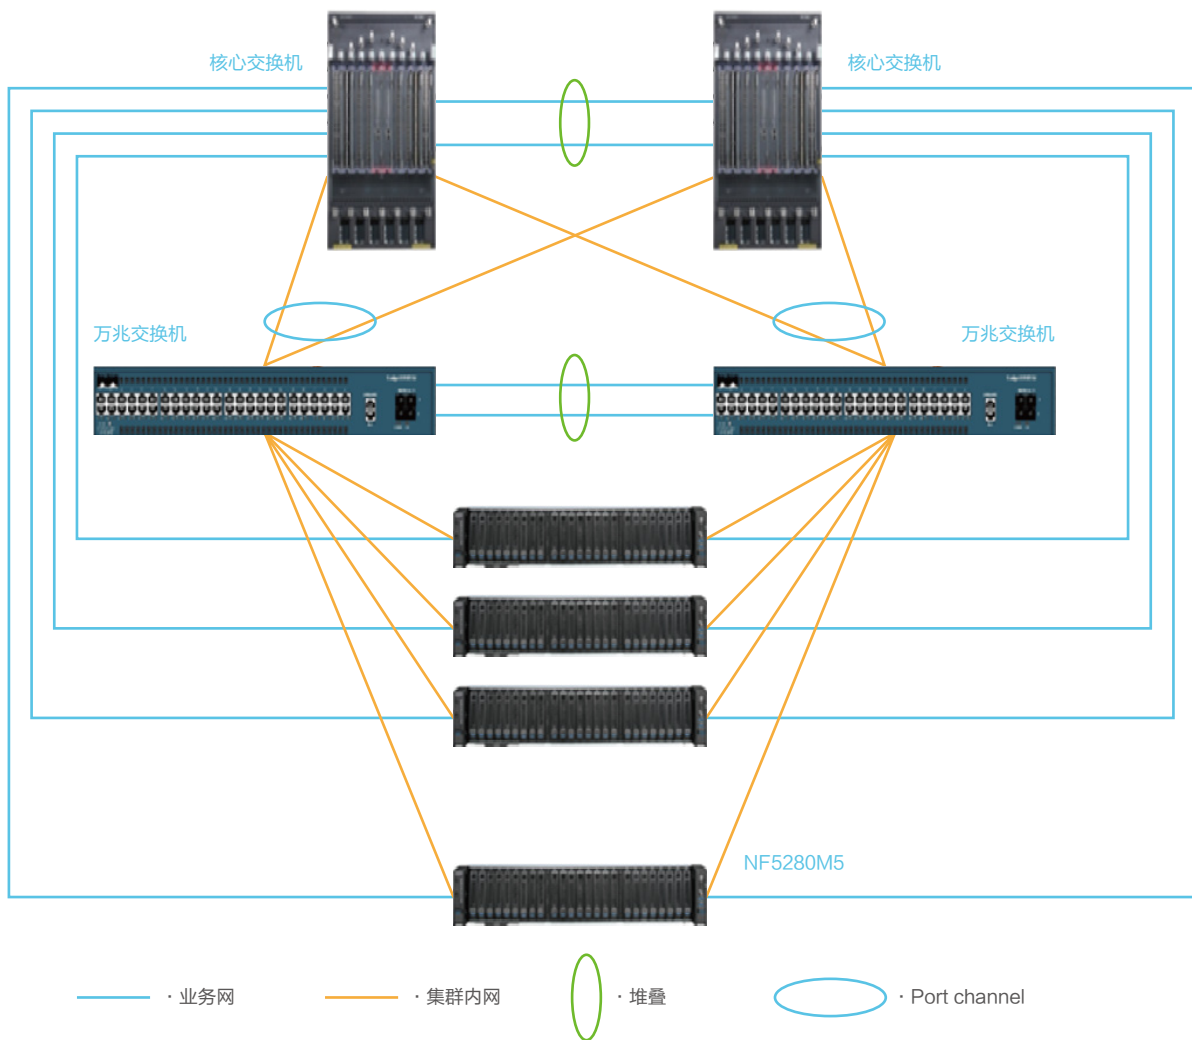 核心交换机
核心交换机
万兆交换机
万兆交换机
NF5280M5
· 业务网
· 集群内网
· 堆叠
· Port channel